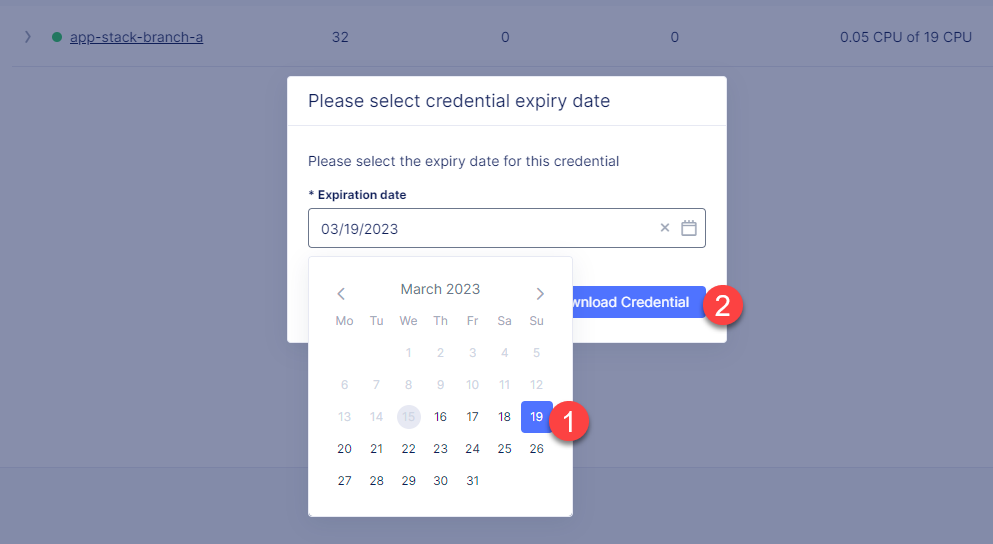 app-stack-branch-a 32 0 0 0.05 CPU of 19 CPU
Please select credential expiry date
Please select the expiry date for this credential
* Expiration date
03/19/2023
March 2023
Mo Tu We Th Fr Sa Su
1 2 3 4 5
6 7 8 9 10 11 12
13 14 15 16 17 18 19
20 21 22 23 24 25 26
27 28 29 30 31
Credential
1
2